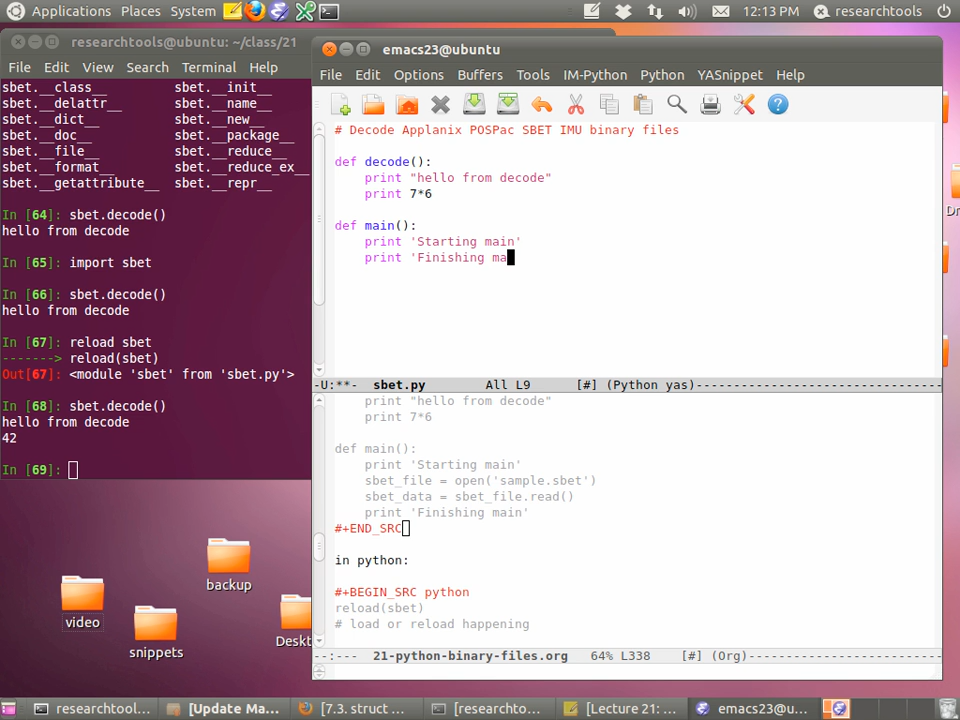 Applications Places System 12:13 PM researchtools
researchtools@ubuntu: ~/class/21
File Edit View Search Terminal Help
sbet.__class__ sbet.__init__
sbet.__delattr__ sbet.__name__
sbet.__dict__ sbet.__new__
sbet.__doc__ sbet.__package__
sbet.__file__ sbet.__reduce__
sbet.__format__ sbet.__reduce_ex__
sbet.__getattribute__ sbet.__repr__
In [64]: sbet.decode()
hello from decode
In [65]: import sbet
In [66]: sbet.decode()
hello from decode
In [67]: reload sbet
-------> reload(sbet)
Out[67]: <module 'sbet' from 'sbet.py'>
In [68]: sbet.decode()
hello from decode
42
In [69]:
emacs23@ubuntu
File Edit Options Buffers Tools IM-Python Python YASnippet Help
# Decode Applanix POSPac SBET IMU binary files
def decode():
    print "hello from decode"
    print 7*6
def main():
    print 'Starting main'
    print 'Finishing ma
-U:**- sbet.py All L9 [#] (Python yas)--------------------------------
    print "hello from decode"
    print 7*6
def main():
    print 'Starting main'
    sbet_file = open('sample.sbet')
    sbet_data = sbet_file.read()
    print 'Finishing main'
#+END_SRC
in python:
#+BEGIN_SRC python
reload(sbet)
# load or reload happening
--:--- 21-python-binary-files.org 64% L338 [#] (Org)------------------------
video
snippets
backup
Deskt
Dr
researchtool... [Update Ma... [7.3. struct ... [researchto... [Lecture 21: ... emacs23@u...